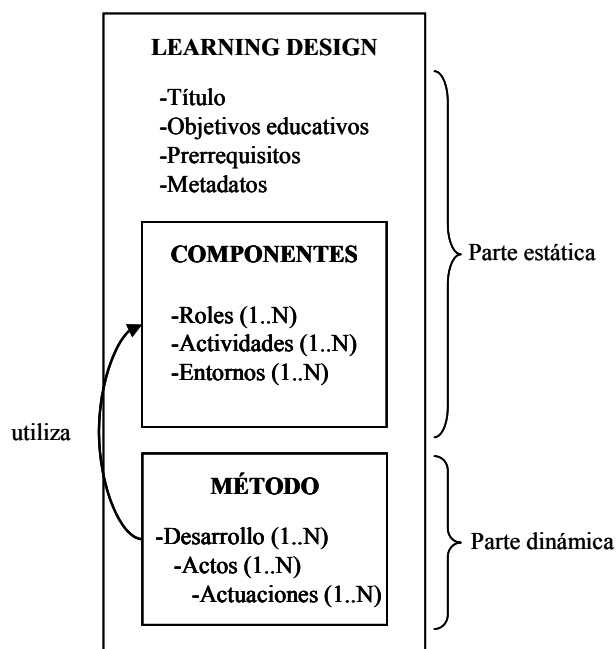 LEARNING DESIGN
-Título
-Objetivos educativos
-Prerrequisitos
-Metadatos
COMPONENTES
-Roles (1..N)
-Actividades (1..N)
-Entornos (1..N)
Parte estática
utiliza
MÉTODO
-Desarrollo (1..N)
-Actos (1..N)
-Actuaciones (1..N)
Parte dinámica